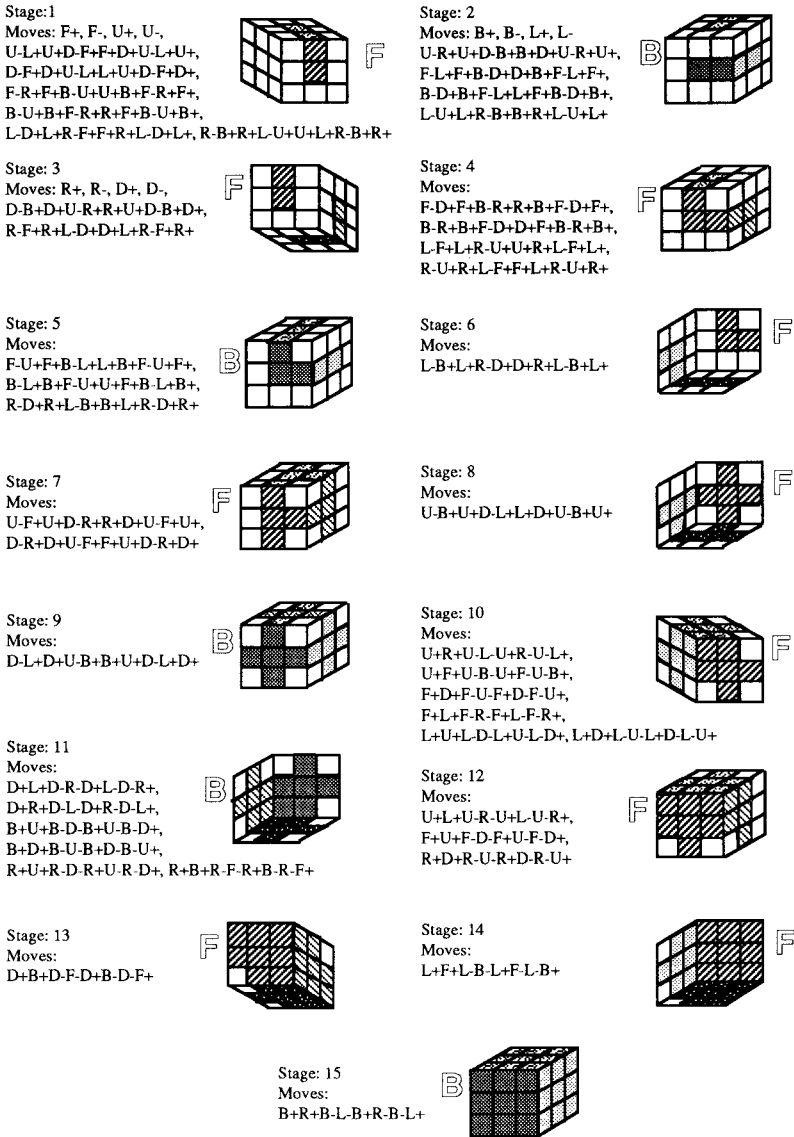 Stage:1
Moves: F+, F-, U+, U-,
U-L+U+D-F+F+D+U-L+U+,
D-F+D+U-L+L+U+D-F+D+,
F-R+F+B-U+U+B+F-R+F+,
B-U+B+F-R+R+F+B-U+B+,
L-D+L+R-F+F+R+L-D+L+, R-B+R+L-U+U+L+R-B+R+
F
Stage: 2
Moves: B+, B-, L+, L-
U-R+U+D-B+B+D+U-R+U+,
F-L+F+B-D+D+B+F-L+F+,
B-D+B+F-L+L+F+B-D+B+,
L-U+L+R-B+B+R+L-U+L+
B
Stage: 3
Moves: R+, R-, D+, D-,
D-B+D+U-R+R+U+D-B+D+,
R-F+R+L-D+D+L+R-F+R+
F
Stage: 4
Moves:
F-D+F+B-R+R+B+F-D+F+,
B-R+B+F-D+D+F+B-R+B+,
L-F+L+R-U+U+R+L-F+L+,
R-U+R+L-F+F+L+R-U+R+
F
Stage: 5
Moves:
F-U+F+B-L+L+B+F-U+F+,
B-L+B+F-U+U+F+B-L+B+,
R-D+R+L-B+B+L+R-D+R+
B
Stage: 6
Moves:
L-B+L+R-D+D+R+L-B+L+
F
Stage: 7
Moves:
U-F+U+D-R+R+D+U-F+U+,
D-R+D+U-F+F+U+D-R+D+
F
Stage: 8
Moves:
U-B+U+D-L+L+D+U-B+U+
F
Stage: 9
Moves:
D-L+D+U-B+B+U+D-L+D+
B
Stage: 10
Moves:
U+R+U-L-U+R-U-L+,
U+F+U-B-U+F-U-B+,
F+D+F-U-F+D-F-U+,
F+L+F-R-F+L-F-R+,
L+U+L-D-L+U-L-D+, L+D+L-U-L+D-L-U+
F
Stage: 11
Moves:
D+L+D-R-D+L-D-R+,
D+R+D-L-D+R-D-L+,
B+U+B-D-B+U-B-D+,
B+D+B-U-B+D-B-U+,
R+U+R-D-R+U-R-D+, R+B+R-F-R+B-R-F+
B
Stage: 12
Moves:
U+L+U-R-U+L-U-R+,
F+U+F-D-F+U-F-D+,
R+D+R-U-R+D-R-U+
F
Stage: 13
Moves:
D+B+D-F-D+B-D-F+
F
Stage: 14
Moves:
L+F+L-B-L+F-L-B+
F
Stage: 15
Moves:
B+R+B-L-B+R-B-L+
B